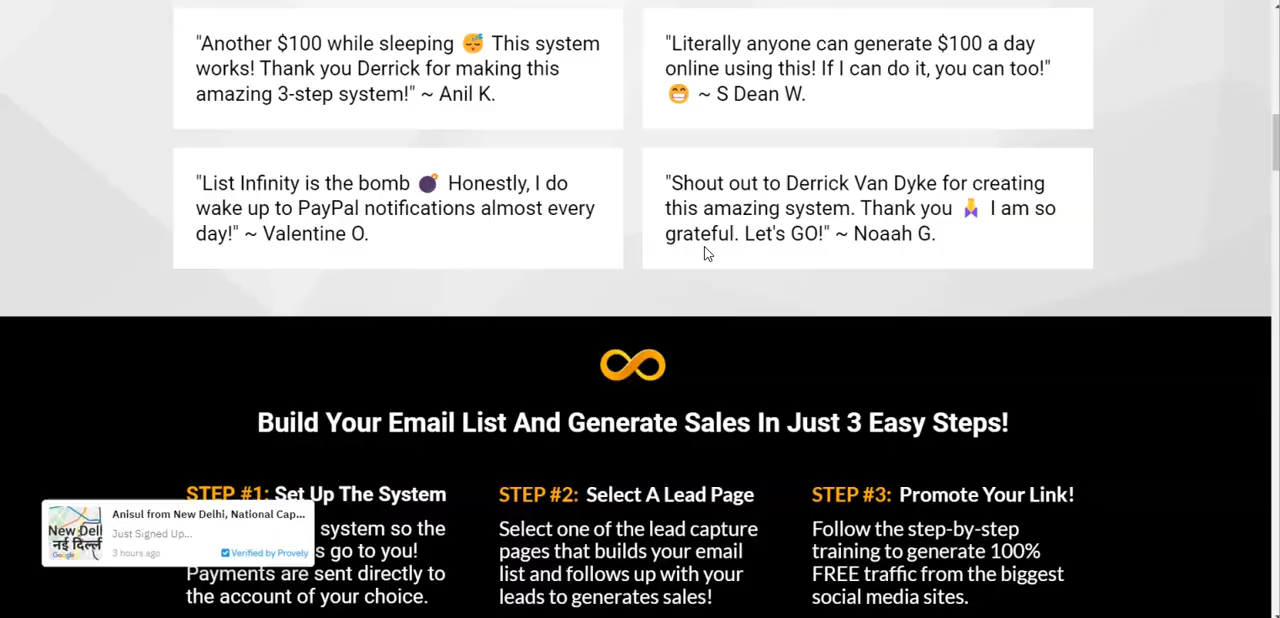 "Another $100 while sleeping 😴 This system
works! Thank you Derrick for making this
amazing 3-step system!" ~ Anil K.
"Literally anyone can generate $100 a day
online using this! If I can do it, you can too!"
😁 ~ S Dean W.
"List Infinity is the bomb 💣 Honestly, I do
wake up to PayPal notifications almost every
day!" ~ Valentine O.
"Shout out to Derrick Van Dyke for creating
this amazing system. Thank you 🙏 I am so
grateful. Let's GO!" ~ Noaah G.
Build Your Email List And Generate Sales In Just 3 Easy Steps!
STEP #1: Set Up The System
system so the
s go to you!
Payments are sent directly to
the account of your choice.
STEP #2: Select A Lead Page
Select one of the lead capture
pages that builds your email
list and follows up with your
leads to generates sales!
STEP #3: Promote Your Link!
Follow the step-by-step
training to generate 100%
FREE traffic from the biggest
social media sites.
New Del
नई दिल्ल
Google
Anisul from New Delhi, National Cap...
Just Signed Up...
3 hours ago
Verified by Provely